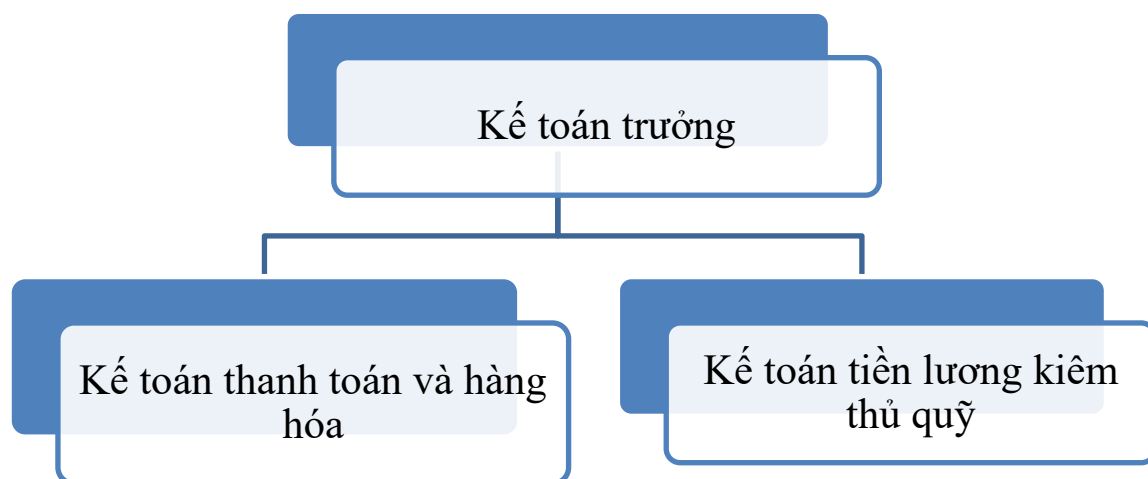 Kế toán trưởng
Kế toán thanh toán và hàng
hóa
Kế toán tiền lương kiêm
thủ quỹ